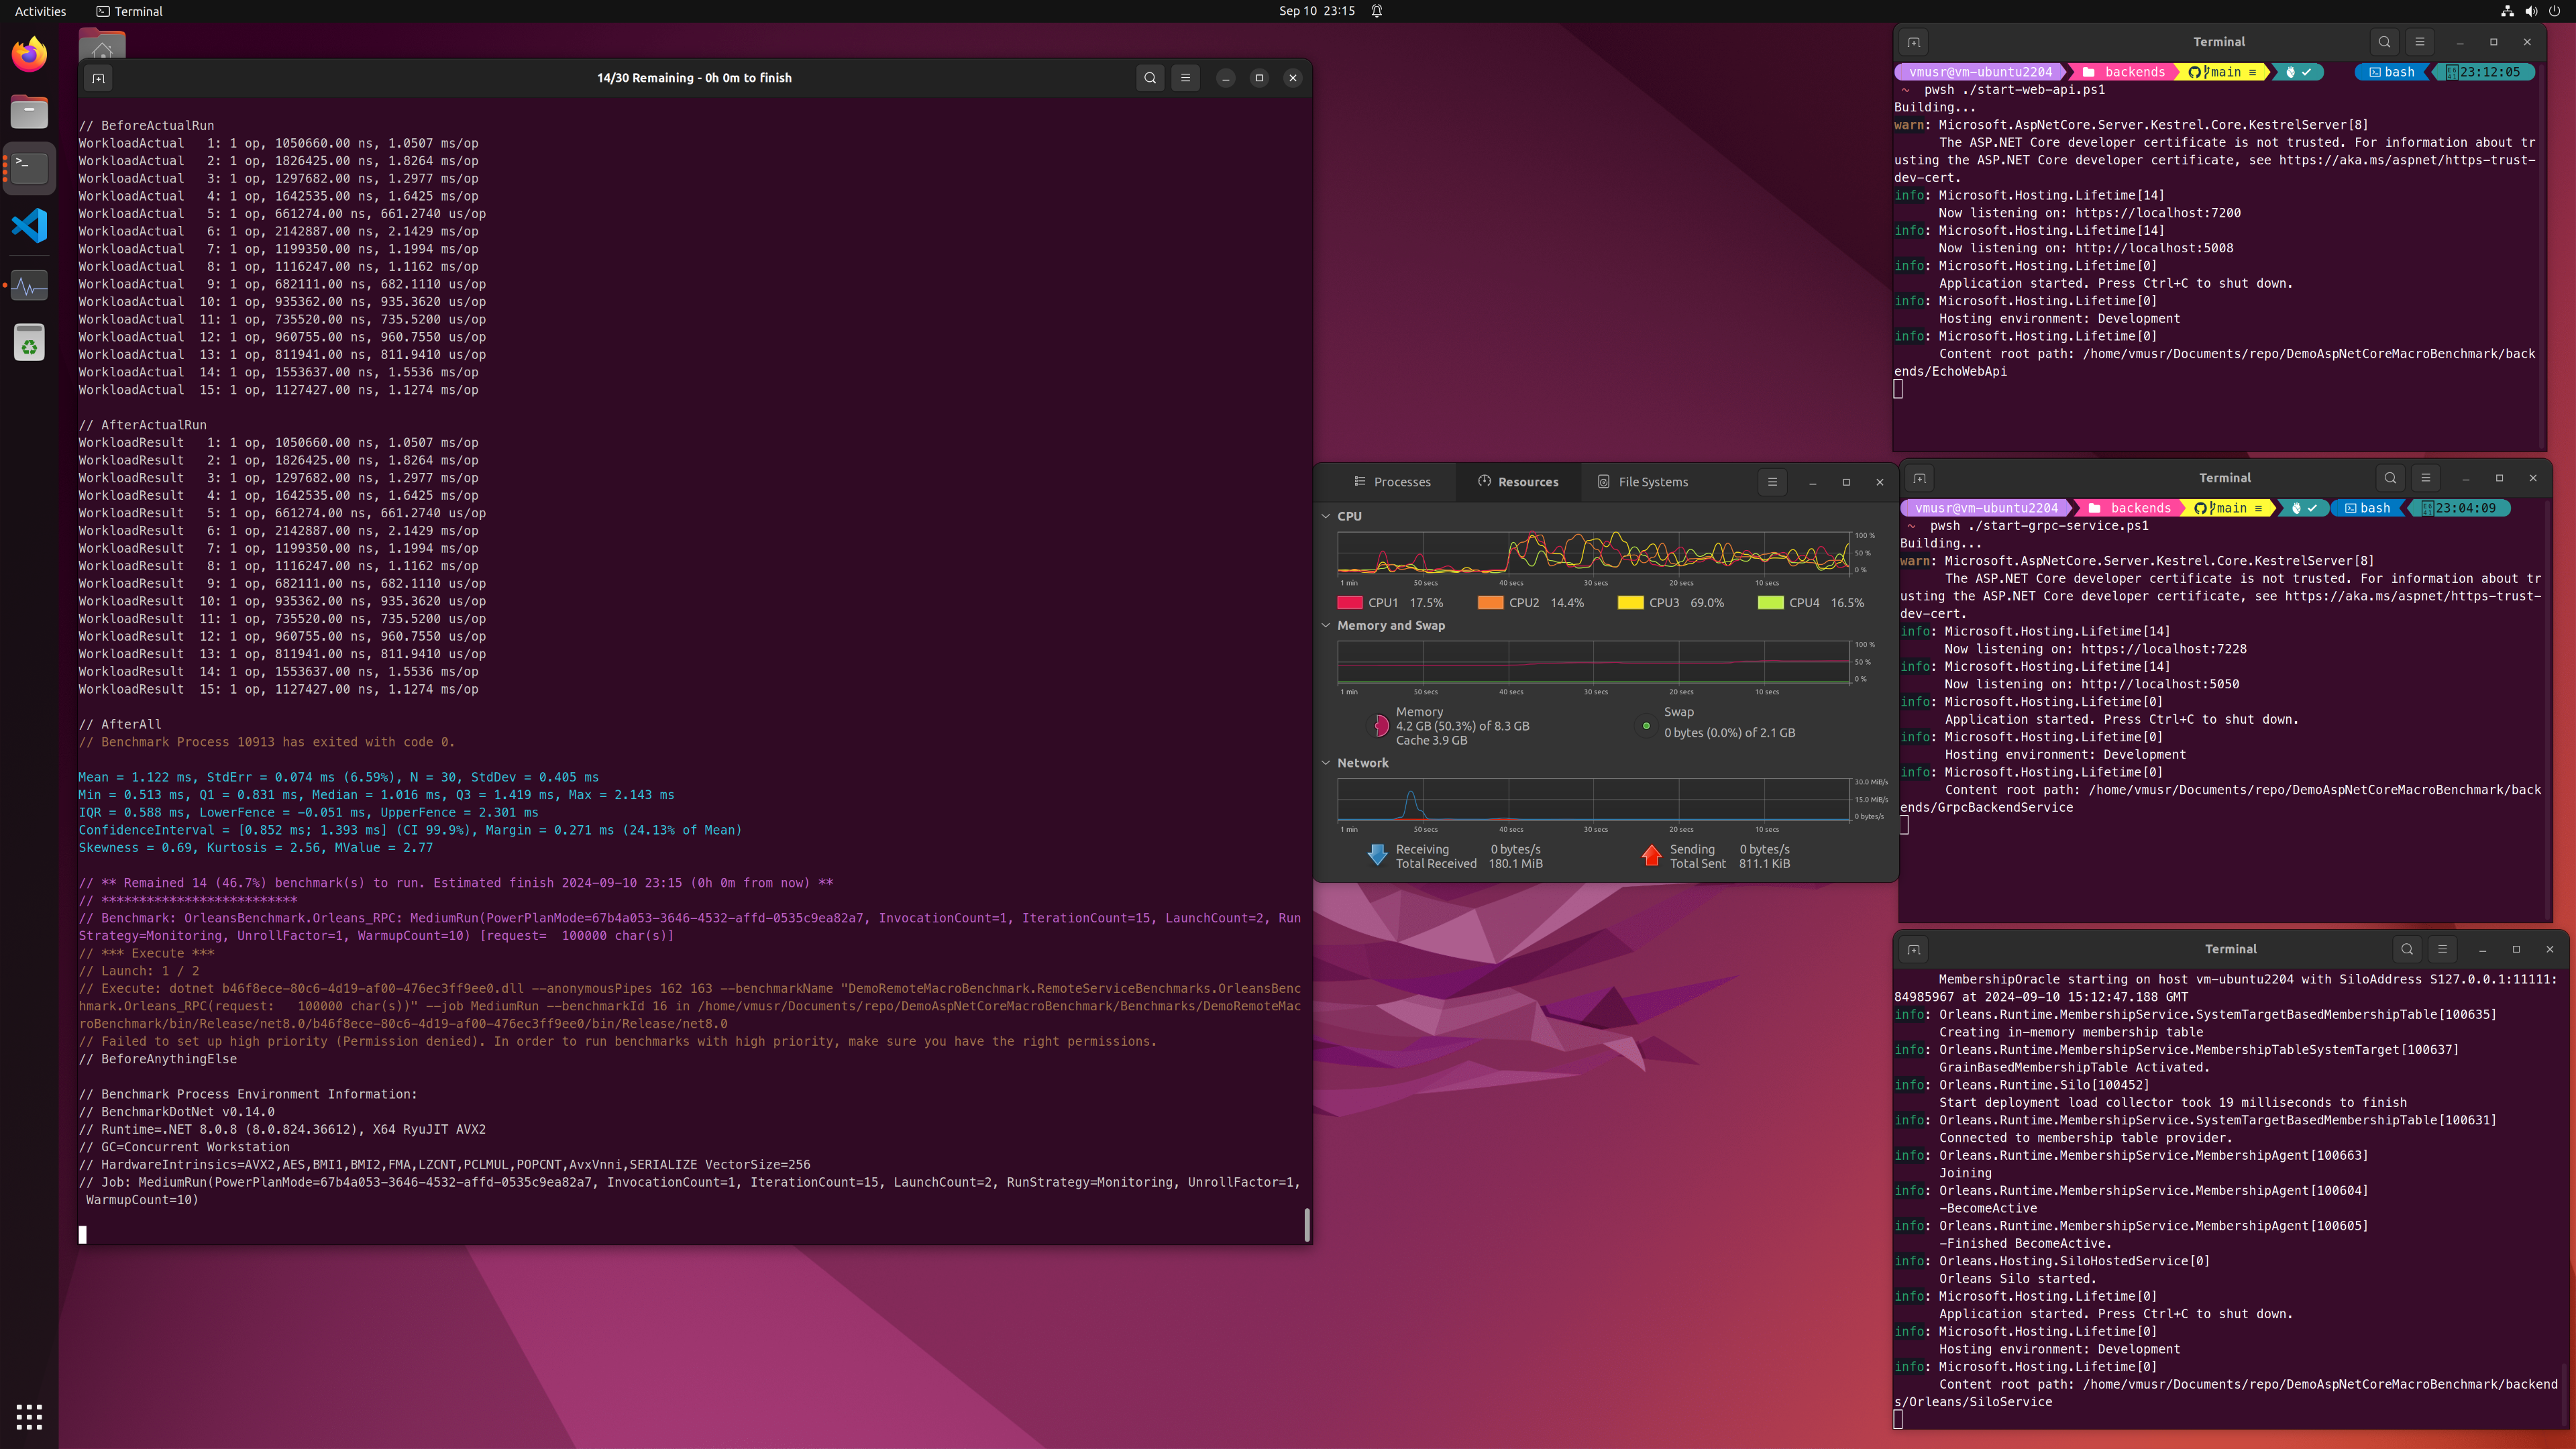 Activities
Terminal
Sep 10 23:15
14/30 Remaining - 0h 0m to finish
// BeforeActualRun
WorkloadActual   1: 1 op, 1050660.00 ns, 1.0507 ms/op
WorkloadActual   2: 1 op, 1826425.00 ns, 1.8264 ms/op
WorkloadActual   3: 1 op, 1297682.00 ns, 1.2977 ms/op
WorkloadActual   4: 1 op, 1642535.00 ns, 1.6425 ms/op
WorkloadActual   5: 1 op, 661274.00 ns, 661.2740 us/op
WorkloadActual   6: 1 op, 2142887.00 ns, 2.1429 ms/op
WorkloadActual   7: 1 op, 1199350.00 ns, 1.1994 ms/op
WorkloadActual   8: 1 op, 1116247.00 ns, 1.1162 ms/op
WorkloadActual   9: 1 op, 682111.00 ns, 682.1110 us/op
WorkloadActual  10: 1 op, 935362.00 ns, 935.3620 us/op
WorkloadActual  11: 1 op, 735520.00 ns, 735.5200 us/op
WorkloadActual  12: 1 op, 960755.00 ns, 960.7550 us/op
WorkloadActual  13: 1 op, 811941.00 ns, 811.9410 us/op
WorkloadActual  14: 1 op, 1553637.00 ns, 1.5536 ms/op
WorkloadActual  15: 1 op, 1127427.00 ns, 1.1274 ms/op
// AfterActualRun
WorkloadResult   1: 1 op, 1050660.00 ns, 1.0507 ms/op
WorkloadResult   2: 1 op, 1826425.00 ns, 1.8264 ms/op
WorkloadResult   3: 1 op, 1297682.00 ns, 1.2977 ms/op
WorkloadResult   4: 1 op, 1642535.00 ns, 1.6425 ms/op
WorkloadResult   5: 1 op, 661274.00 ns, 661.2740 us/op
WorkloadResult   6: 1 op, 2142887.00 ns, 2.1429 ms/op
WorkloadResult   7: 1 op, 1199350.00 ns, 1.1994 ms/op
WorkloadResult   8: 1 op, 1116247.00 ns, 1.1162 ms/op
WorkloadResult   9: 1 op, 682111.00 ns, 682.1110 us/op
WorkloadResult  10: 1 op, 935362.00 ns, 935.3620 us/op
WorkloadResult  11: 1 op, 735520.00 ns, 735.5200 us/op
WorkloadResult  12: 1 op, 960755.00 ns, 960.7550 us/op
WorkloadResult  13: 1 op, 811941.00 ns, 811.9410 us/op
WorkloadResult  14: 1 op, 1553637.00 ns, 1.5536 ms/op
WorkloadResult  15: 1 op, 1127427.00 ns, 1.1274 ms/op
// AfterAll
// Benchmark Process 10913 has exited with code 0.
Mean = 1.122 ms, StdErr = 0.074 ms (6.59%), N = 30, StdDev = 0.405 ms
Min = 0.513 ms, Q1 = 0.831 ms, Median = 1.016 ms, Q3 = 1.419 ms, Max = 2.143 ms
IQR = 0.588 ms, LowerFence = -0.051 ms, UpperFence = 2.301 ms
ConfidenceInterval = [0.852 ms; 1.393 ms] (CI 99.9%), Margin = 0.271 ms (24.13% of Mean)
Skewness = 0.69, Kurtosis = 2.56, MValue = 2.77
// ** Remained 14 (46.7%) benchmark(s) to run. Estimated finish 2024-09-10 23:15 (0h 0m from now) **
// **************************
// Benchmark: OrleansBenchmark.Orleans_RPC: MediumRun(PowerPlanMode=67b4a053-3646-4532-affd-0535c9ea82a7, InvocationCount=1, IterationCount=15, LaunchCount=2, Run
Strategy=Monitoring, UnrollFactor=1, WarmupCount=10) [request=  100000 char(s)]
// *** Execute ***
// Launch: 1 / 2
// Execute: dotnet b46f8ece-80c6-4d19-af00-476ec3ff9ee0.dll --anonymousPipes 162 163 --benchmarkName "DemoRemoteMacroBenchmark.RemoteServiceBenchmarks.OrleansBenc
hmark.Orleans_RPC(request:   100000 char(s))" --job MediumRun --benchmarkId 16 in /home/vmusr/Documents/repo/DemoAspNetCoreMacroBenchmark/Benchmarks/DemoRemoteMac
roBenchmark/bin/Release/net8.0/b46f8ece-80c6-4d19-af00-476ec3ff9ee0/bin/Release/net8.0
// Failed to set up high priority (Permission denied). In order to run benchmarks with high priority, make sure you have the right permissions.
// BeforeAnythingElse
// Benchmark Process Environment Information:
// BenchmarkDotNet v0.14.0
// Runtime=.NET 8.0.8 (8.0.824.36612), X64 RyuJIT AVX2
// GC=Concurrent Workstation
// HardwareIntrinsics=AVX2,AES,BMI1,BMI2,FMA,LZCNT,PCLMUL,POPCNT,AvxVnni,SERIALIZE VectorSize=256
// Job: MediumRun(PowerPlanMode=67b4a053-3646-4532-affd-0535c9ea82a7, InvocationCount=1, IterationCount=15, LaunchCount=2, RunStrategy=Monitoring, UnrollFactor=1,
WarmupCount=10)
Processes
Resources
File Systems
CPU
100 %
50 %
0 %
1 min 50 secs 40 secs 30 secs 20 secs 10 secs
CPU1 17.5% CPU2 14.4% CPU3 69.0% CPU4 16.5%
Memory and Swap
100 %
50 %
0 %
1 min 50 secs 40 secs 30 secs 20 secs 10 secs
Memory
4.2 GB (50.3%) of 8.3 GB
Cache 3.9 GB
Swap
0 bytes (0.0%) of 2.1 GB
Network
30.0 MiB/s
15.0 MiB/s
0 bytes/s
1 min 50 secs 40 secs 30 secs 20 secs 10 secs
Receiving 0 bytes/s
Total Received 180.1 MiB
Sending 0 bytes/s
Total Sent 811.1 KiB
Terminal
vmusr@vm-ubuntu2204 backends main ≡ bash 23:12:05
~ pwsh ./start-web-api.ps1
Building...
warn: Microsoft.AspNetCore.Server.Kestrel.Core.KestrelServer[8]
The ASP.NET Core developer certificate is not trusted. For information about tr
usting the ASP.NET Core developer certificate, see https://aka.ms/aspnet/https-trust-
dev-cert.
info: Microsoft.Hosting.Lifetime[14]
Now listening on: https://localhost:7200
info: Microsoft.Hosting.Lifetime[14]
Now listening on: http://localhost:5008
info: Microsoft.Hosting.Lifetime[0]
Application started. Press Ctrl+C to shut down.
info: Microsoft.Hosting.Lifetime[0]
Hosting environment: Development
info: Microsoft.Hosting.Lifetime[0]
Content root path: /home/vmusr/Documents/repo/DemoAspNetCoreMacroBenchmark/back
ends/EchoWebApi
Terminal
vmusr@vm-ubuntu2204 backends main ≡ bash 23:04:09
~ pwsh ./start-grpc-service.ps1
Building...
warn: Microsoft.AspNetCore.Server.Kestrel.Core.KestrelServer[8]
The ASP.NET Core developer certificate is not trusted. For information about tr
usting the ASP.NET Core developer certificate, see https://aka.ms/aspnet/https-trust-
dev-cert.
info: Microsoft.Hosting.Lifetime[14]
Now listening on: https://localhost:7228
info: Microsoft.Hosting.Lifetime[14]
Now listening on: http://localhost:5050
info: Microsoft.Hosting.Lifetime[0]
Application started. Press Ctrl+C to shut down.
info: Microsoft.Hosting.Lifetime[0]
Hosting environment: Development
info: Microsoft.Hosting.Lifetime[0]
Content root path: /home/vmusr/Documents/repo/DemoAspNetCoreMacroBenchmark/back
ends/GrpcBackendService
Terminal
MembershipOracle starting on host vm-ubuntu2204 with SiloAddress S127.0.0.1:11111:
84985967 at 2024-09-10 15:12:47.188 GMT
info: Orleans.Runtime.MembershipService.SystemTargetBasedMembershipTable[100635]
Creating in-memory membership table
info: Orleans.Runtime.MembershipService.MembershipTableSystemTarget[100637]
GrainBasedMembershipTable Activated.
info: Orleans.Runtime.Silo[100452]
Start deployment load collector took 19 milliseconds to finish
info: Orleans.Runtime.MembershipService.SystemTargetBasedMembershipTable[100631]
Connected to membership table provider.
info: Orleans.Runtime.MembershipService.MembershipAgent[100663]
Joining
info: Orleans.Runtime.MembershipService.MembershipAgent[100604]
-BecomeActive
info: Orleans.Runtime.MembershipService.MembershipAgent[100605]
-Finished BecomeActive.
info: Orleans.Hosting.SiloHostedService[0]
Orleans Silo started.
info: Microsoft.Hosting.Lifetime[0]
Application started. Press Ctrl+C to shut down.
info: Microsoft.Hosting.Lifetime[0]
Hosting environment: Development
info: Microsoft.Hosting.Lifetime[0]
Content root path: /home/vmusr/Documents/repo/DemoAspNetCoreMacroBenchmark/backend
s/Orleans/SiloService